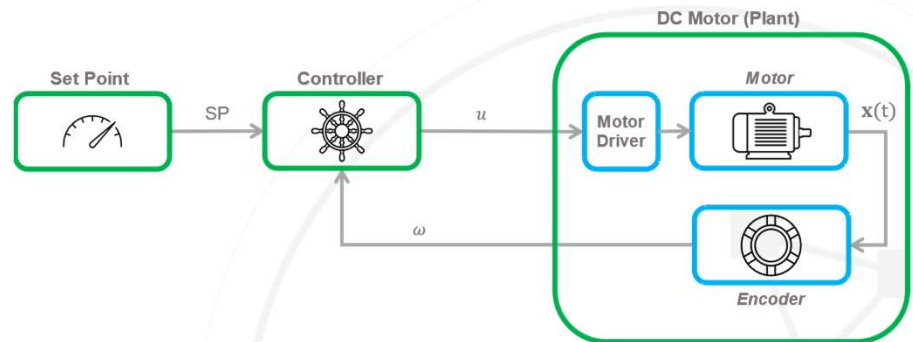 DC Motor (Plant)
Set Point
Controller
Motor
SP
u
Motor
Driver
𝐱(t)
ω
Encoder